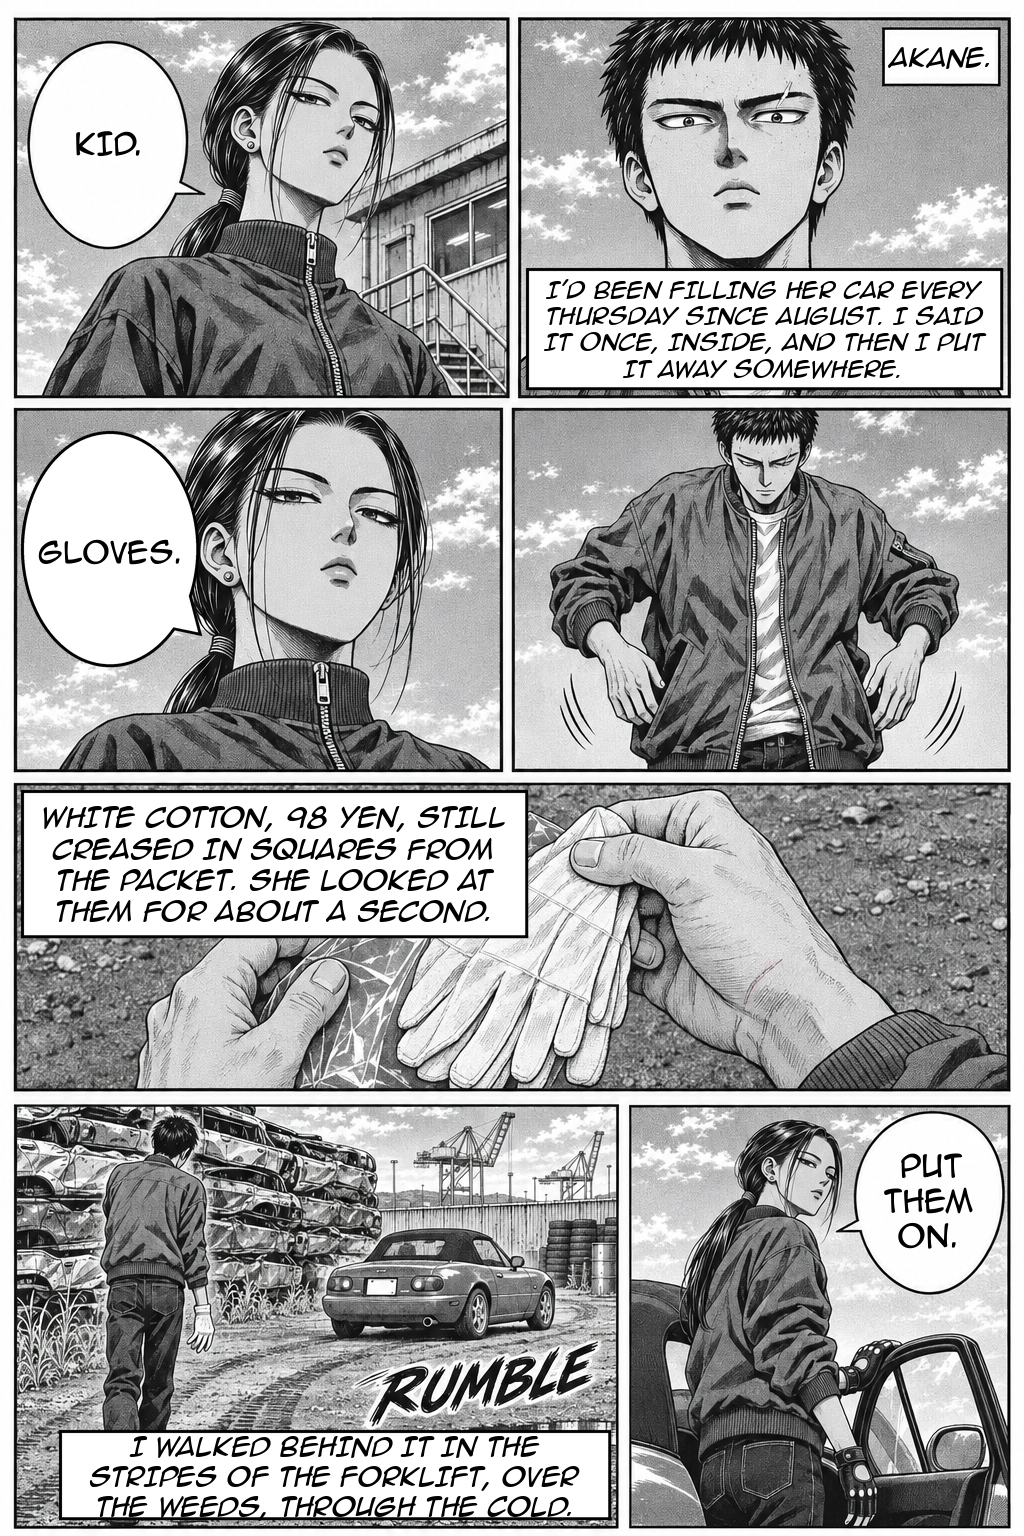 KID.
AKANE.
I'D BEEN FILLING HER CAR EVERY
THURSDAY SINCE AUGUST. I SAID
IT ONCE, INSIDE, AND THEN I PUT
IT AWAY SOMEWHERE.
GLOVES.
WHITE COTTON, 98 YEN, STILL
CREASED IN SQUARES FROM
THE PACKET. SHE LOOKED AT
THEM FOR ABOUT A SECOND.
RUMBLE
I WALKED BEHIND IT IN THE
STRIPES OF THE FORKLIFT, OVER
THE WEEDS, THROUGH THE COLD.
PUT
THEM
ON.